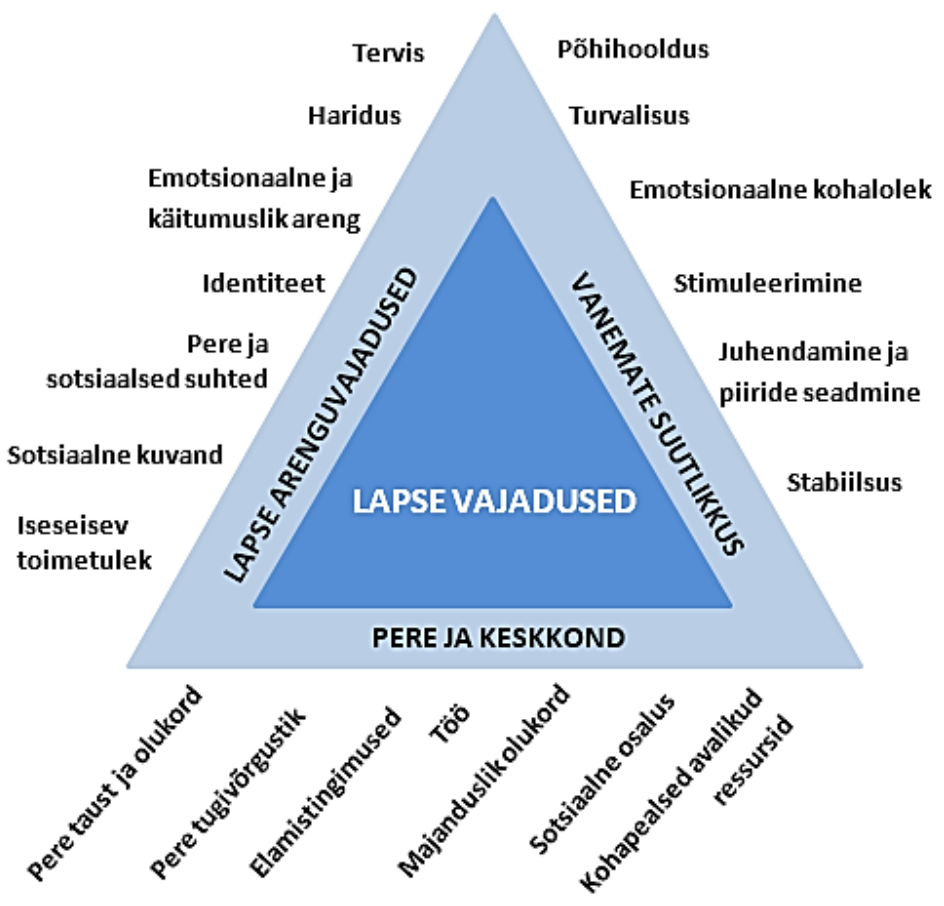 Tervis
Haridus
Emotsionaalne ja
käitumuslik areng
Identiteet
Pere ja
sotsiaalsed suhted
Sotsiaalne kuvand
Iseseisev
toimetulek
LAPSE ARENGUVAJADUSED
Põhihooldus
Turvalisus
Emotsionaalne kohalolek
Stimuleerimine
Juhendamine ja
piiride seadmine
Stabiilsus
VANEMATE SUUTLIKKUS
LAPSE VAJADUSED
PERE JA KESKKOND
Pere taust ja olukord
Pere tugivõrgustik
Elamistingimused
Töö
Majanduslik olukord
Sotsiaalne osalus
Kohapealsed avalikud
ressursid